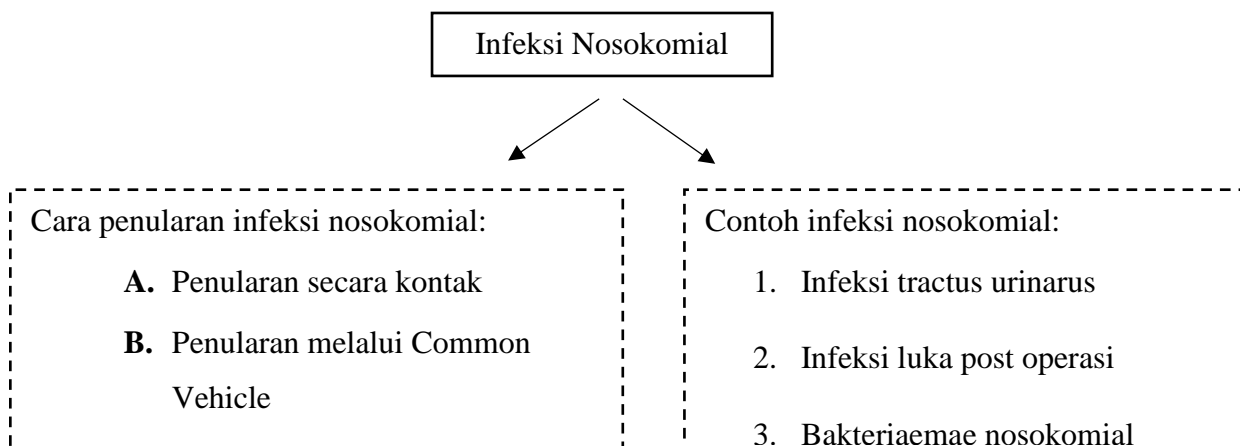 Infeksi Nosokomial
Cara penularan infeksi nosokomial:
A. Penularan secara kontak
B. Penularan melalui Common
Vehicle
Contoh infeksi nosokomial:
1. Infeksi tractus urinarus
2. Infeksi luka post operasi
3. Bakteriaemae nosokomial